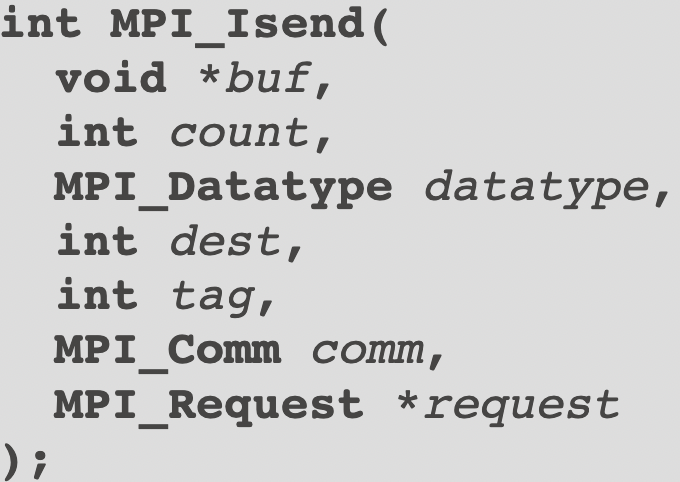 int MPI_Isend(
void *buf,
int count,
MPI_Datatype datatype,
int dest,
int tag,
MPI_Comm comm,
MPI_Request *request
);